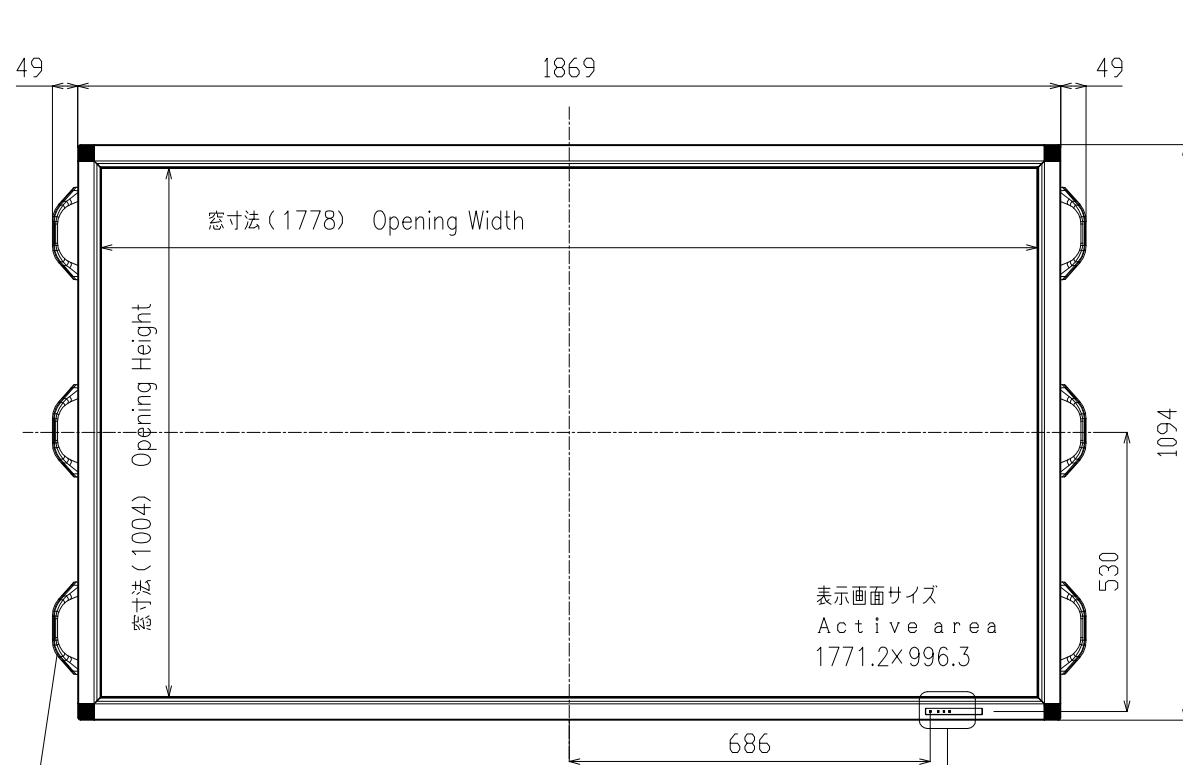 49
1869
49
窓寸法(1778) Opening Width
窓寸法(1004) Opening Height
1094
530
表示画面サイズ
Active area
1771.2×996.3
686